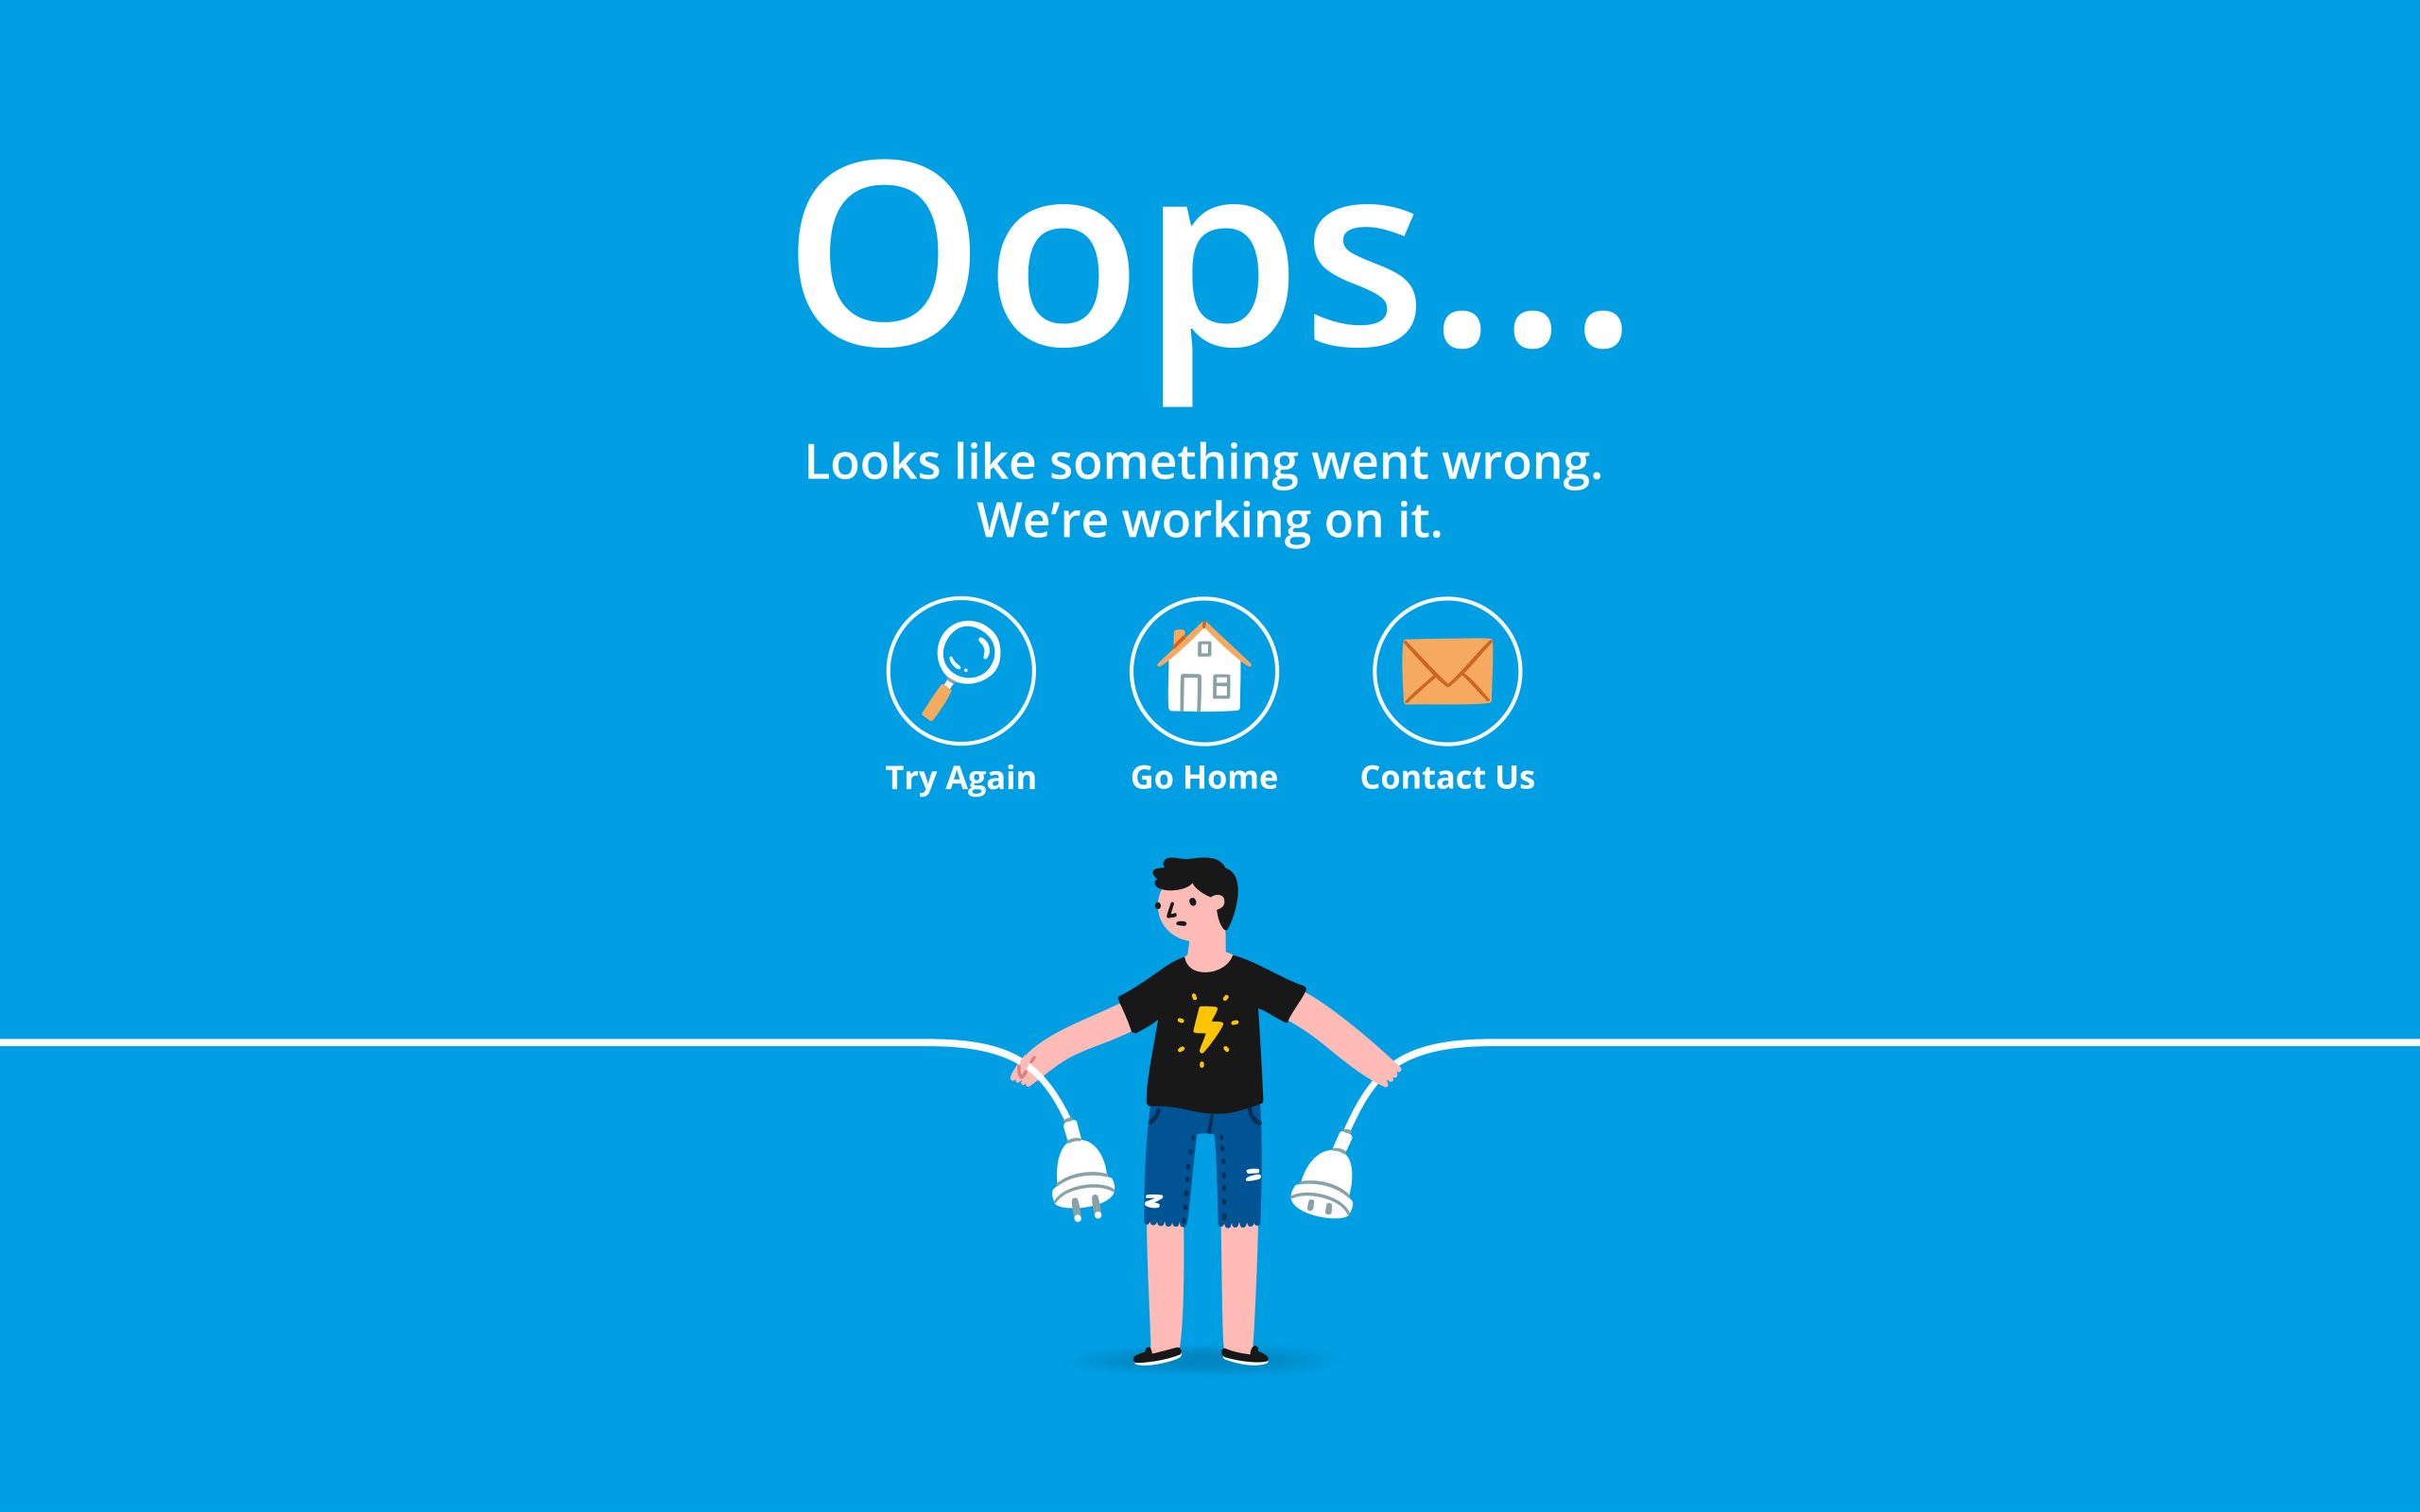 Oops...
Looks like something went wrong.
We're working on it.
Try Again
Go Home
Contact Us